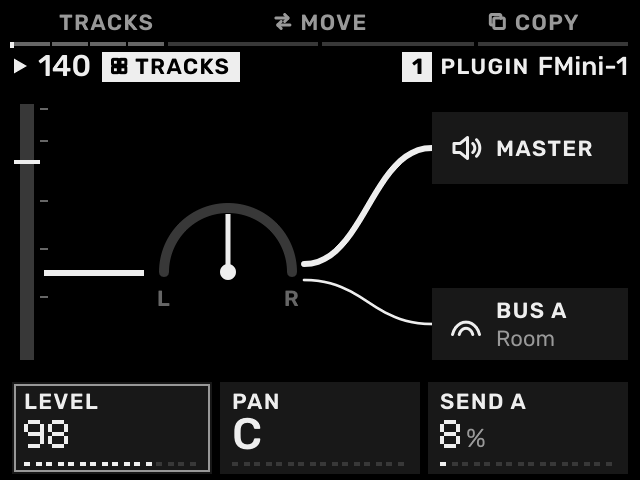 TRACKS MOVE COPY
140 TRACKS 1 PLUGIN FMini-1
MASTER
L R
BUS A
Room
LEVEL PAN SEND A
98 C 8 %